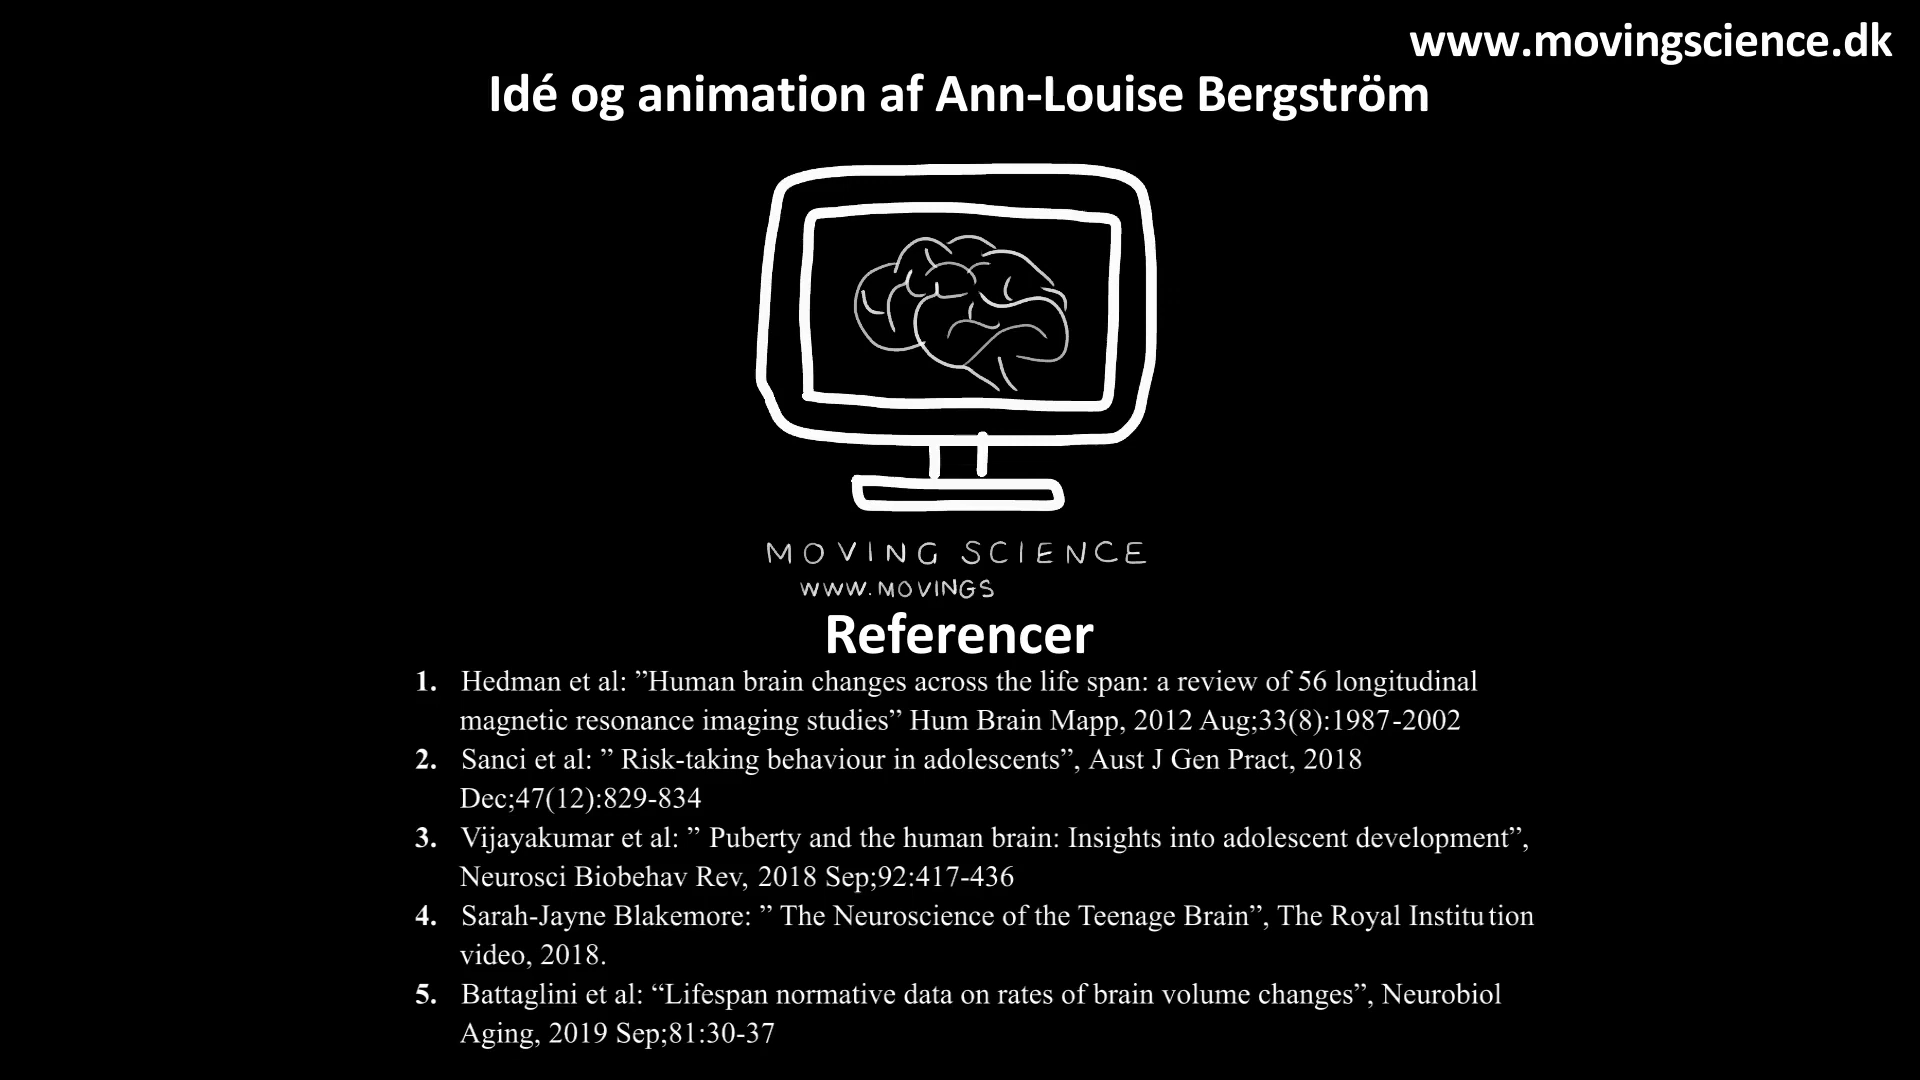 www.movingscience.dk
Idé og animation af Ann-Louise Bergström
MOVING SCIENCE
WWW.MOVINGS
Referencer
1. Hedman et al: ”Human brain changes across the life span: a review of 56 longitudinal
magnetic resonance imaging studies” Hum Brain Mapp, 2012 Aug;33(8):1987-2002
2. Sanci et al: ” Risk-taking behaviour in adolescents”, Aust J Gen Pract, 2018
Dec;47(12):829-834
3. Vijayakumar et al: ” Puberty and the human brain: Insights into adolescent development”,
Neurosci Biobehav Rev, 2018 Sep;92:417-436
4. Sarah-Jayne Blakemore: ” The Neuroscience of the Teenage Brain”, The Royal Institution
video, 2018.
5. Battaglini et al: “Lifespan normative data on rates of brain volume changes”, Neurobiol
Aging, 2019 Sep;81:30-37